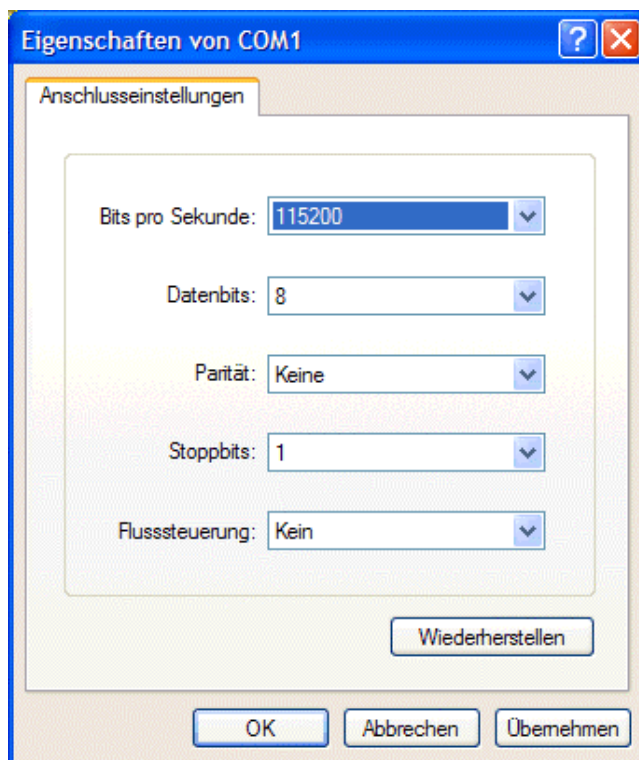 Eigenschaften von COM1
Anschlusseinstellungen
Bits pro Sekunde: 115200
Datenbits: 8
Parität: Keine
Stoppbits: 1
Flusssteuerung: Kein
Wiederherstellen
OK Abbrechen Übernehmen